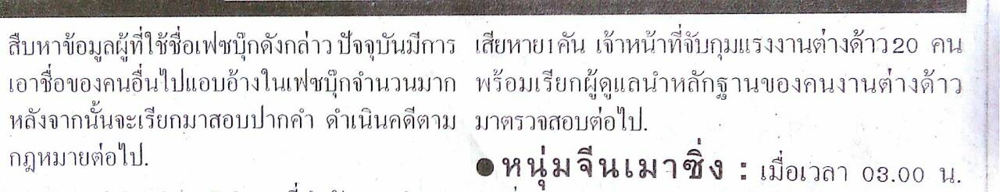 สืบหาข้อมูลผู้ที่ใช้ชื่อเฟซบุ๊กดังกล่าว ปัจจุบันมีการ
เอาชื่อของคนอื่นไปแอบอ้างในเฟซบุ๊กจำนวนมาก
หลังจากนั้นจะเรียกมาสอบปากคำ ดำเนินคดีตาม
กฎหมายต่อไป.
เสียหาย1คัน เจ้าหน้าที่จับกุมแรงงานต่างด้าว20 คน
พร้อมเรียกผู้ดูแลนำหลักฐานของคนงานต่างด้าว
มาตรวจสอบต่อไป.
●หนุ่มจีนเมาซิ่ง : เมื่อเวลา 03.00 น.